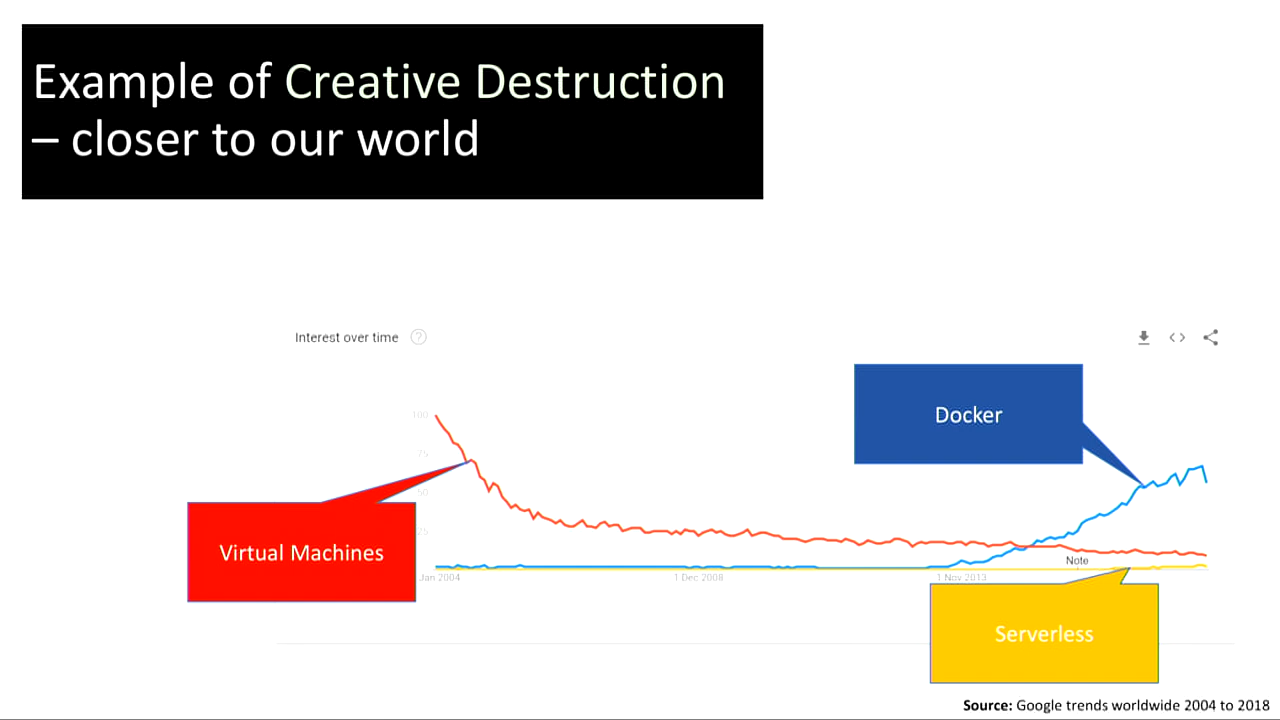 Example of Creative Destruction
– closer to our world
Interest over time
100
75
50
25
Docker
Virtual Machines
Note
Jan 2004
1 Dec 2008
1 Nov 2013
Serverless
Source: Google trends worldwide 2004 to 2018